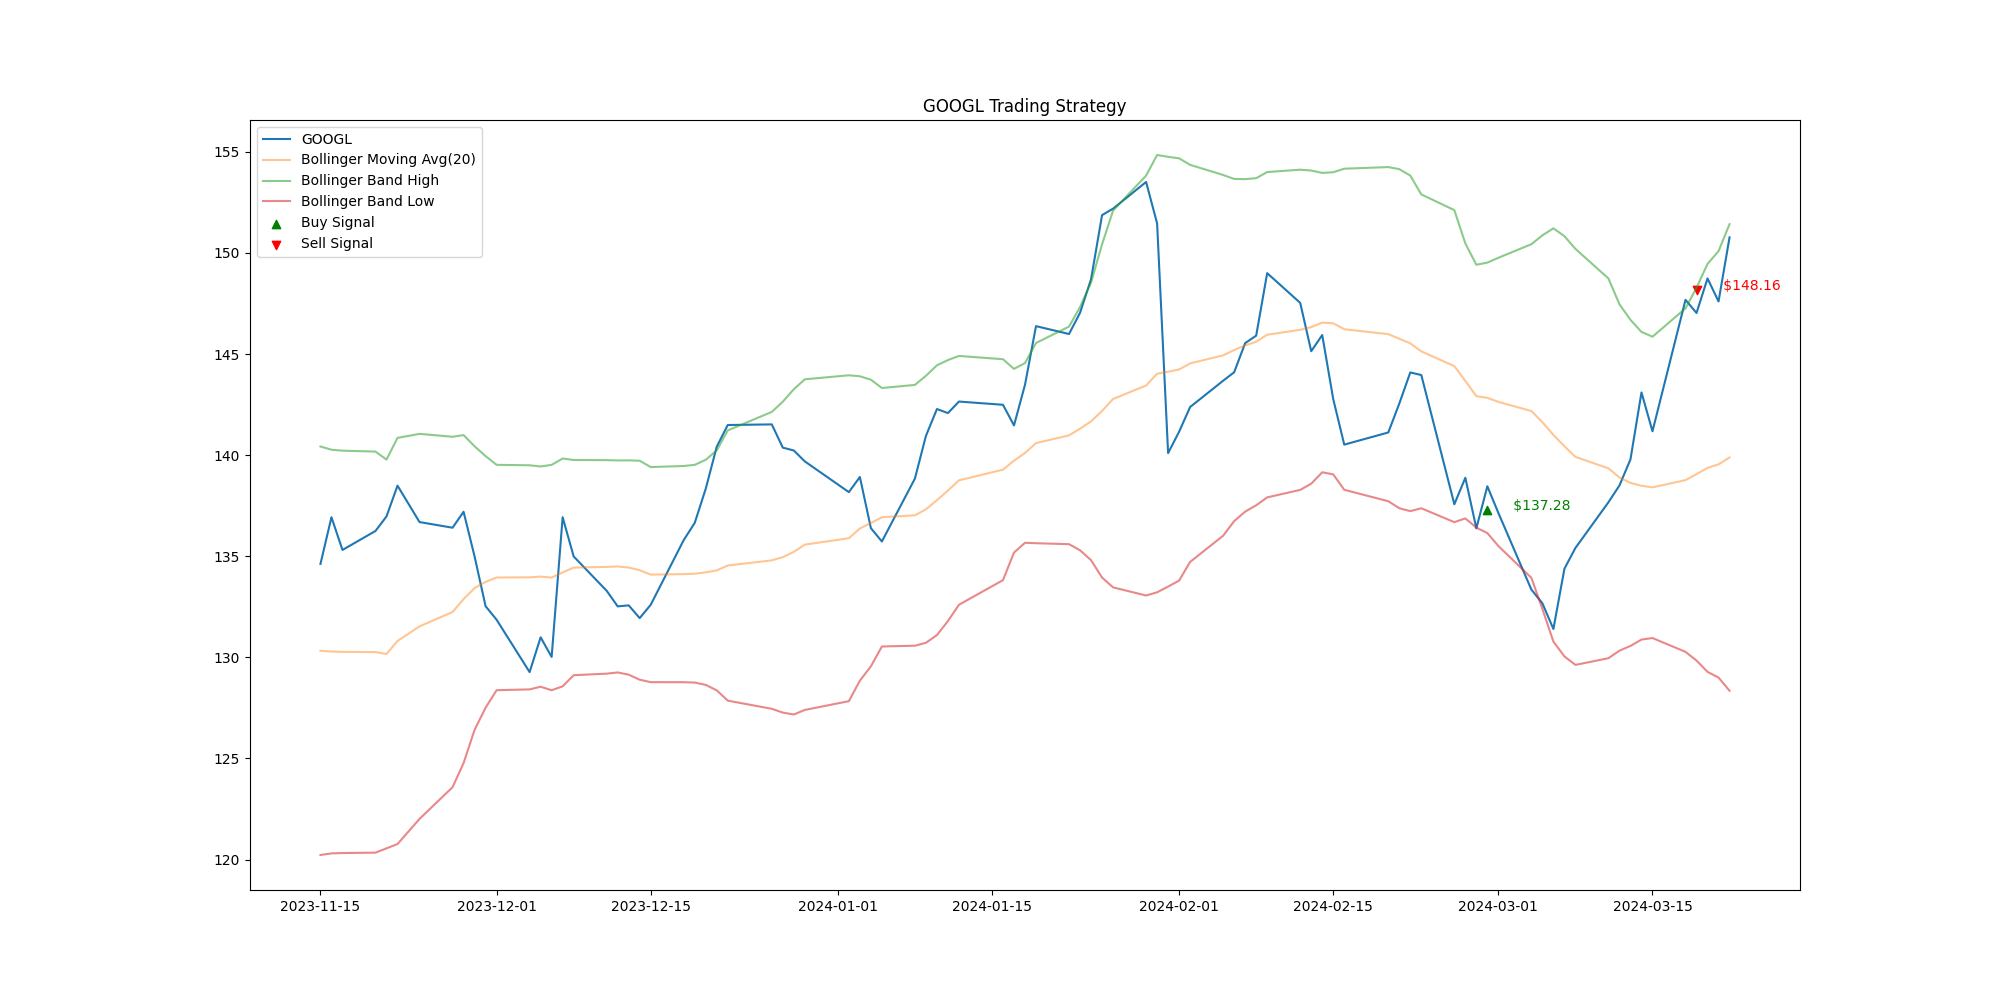 GOOGL Trading Strategy
GOOGL
Bollinger Moving Avg(20)
Bollinger Band High
Bollinger Band Low
Buy Signal
Sell Signal
155
150
145
140
135
130
125
120
$148.16
$137.28
2023-11-15 2023-12-01 2023-12-15 2024-01-01 2024-01-15 2024-02-01 2024-02-15 2024-03-01 2024-03-15